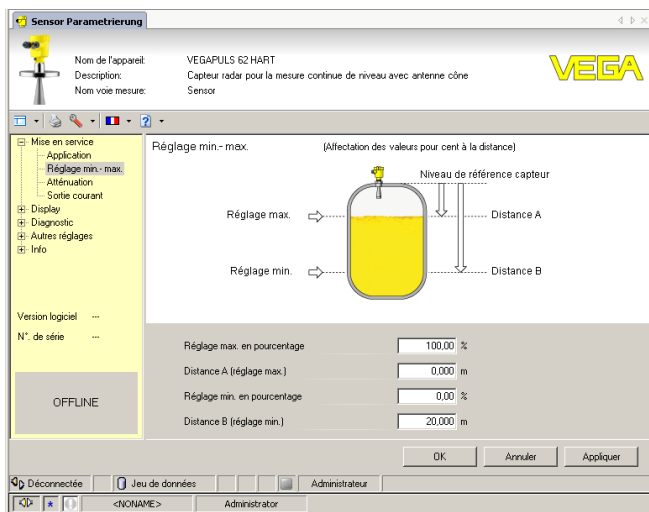 Sensor Parametrierung
Nom de l'appareil: VEGAPULS 62 HART
Description: Capteur radar pour la mesure continue de niveau avec antenne cône
Nom voie mesure: Sensor
VEGA
Mise en service
Application
Réglage min.- max.
Atténuation
Sortie courant
Display
Diagnostic
Autres réglages
Info
Version logiciel ---
N°. de série ---
OFFLINE
Réglage min.- max. (Affectation des valeurs pour cent à la distance)
Niveau de référence capteur
Réglage max. Distance A
Réglage min. Distance B
Réglage max. en pourcentage 100,00 %
Distance A (réglage max.) 0,000 m
Réglage min. en pourcentage 0,00 %
Distance B (réglage min.) 20,000 m
OK Annuler Appliquer
Déconnectée Jeu de données Administrateur
<NONAME> Administrator